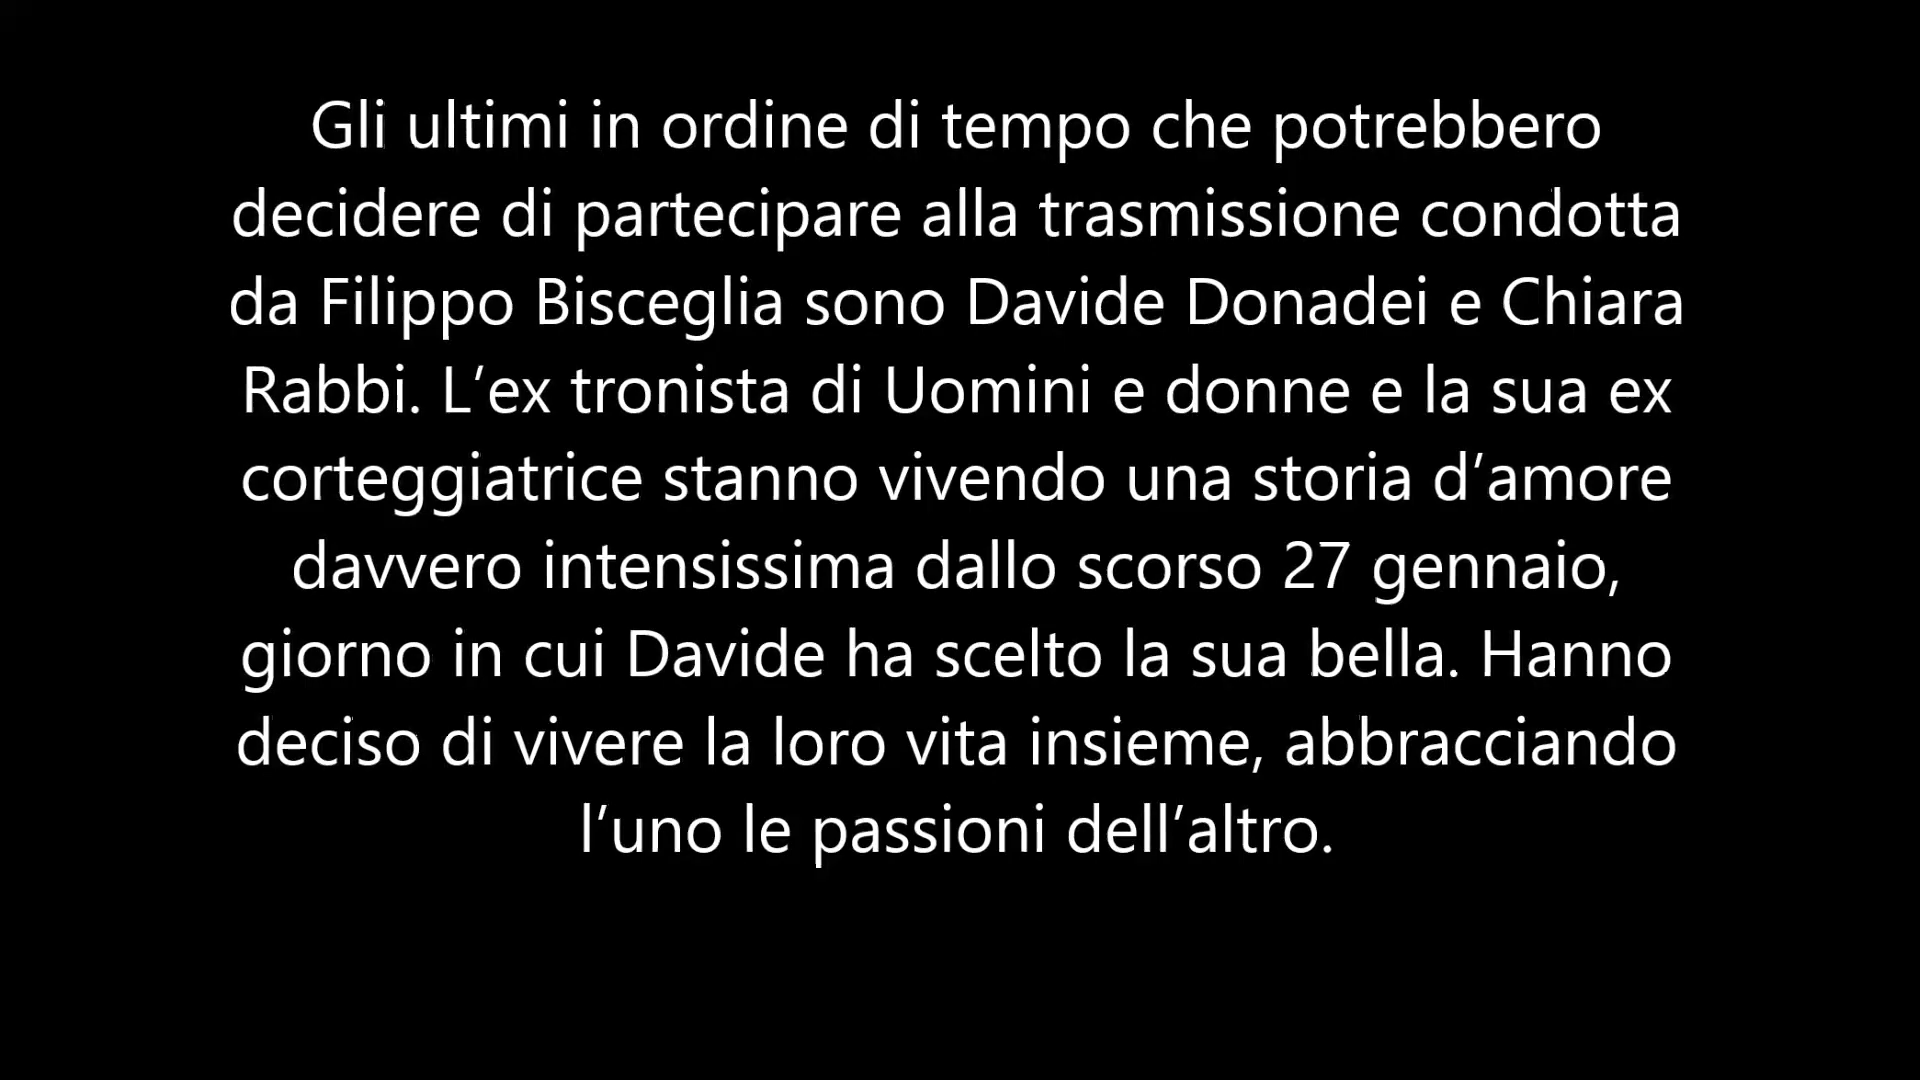 Gli ultimi in ordine di tempo che potrebbero
decidere di partecipare alla trasmissione condotta
da Filippo Bisceglia sono Davide Donadei e Chiara
Rabbi. L’ex tronista di Uomini e donne e la sua ex
corteggiatrice stanno vivendo una storia d’amore
davvero intensissima dallo scorso 27 gennaio,
giorno in cui Davide ha scelto la sua bella. Hanno
deciso di vivere la loro vita insieme, abbracciando
l’uno le passioni dell’altro.